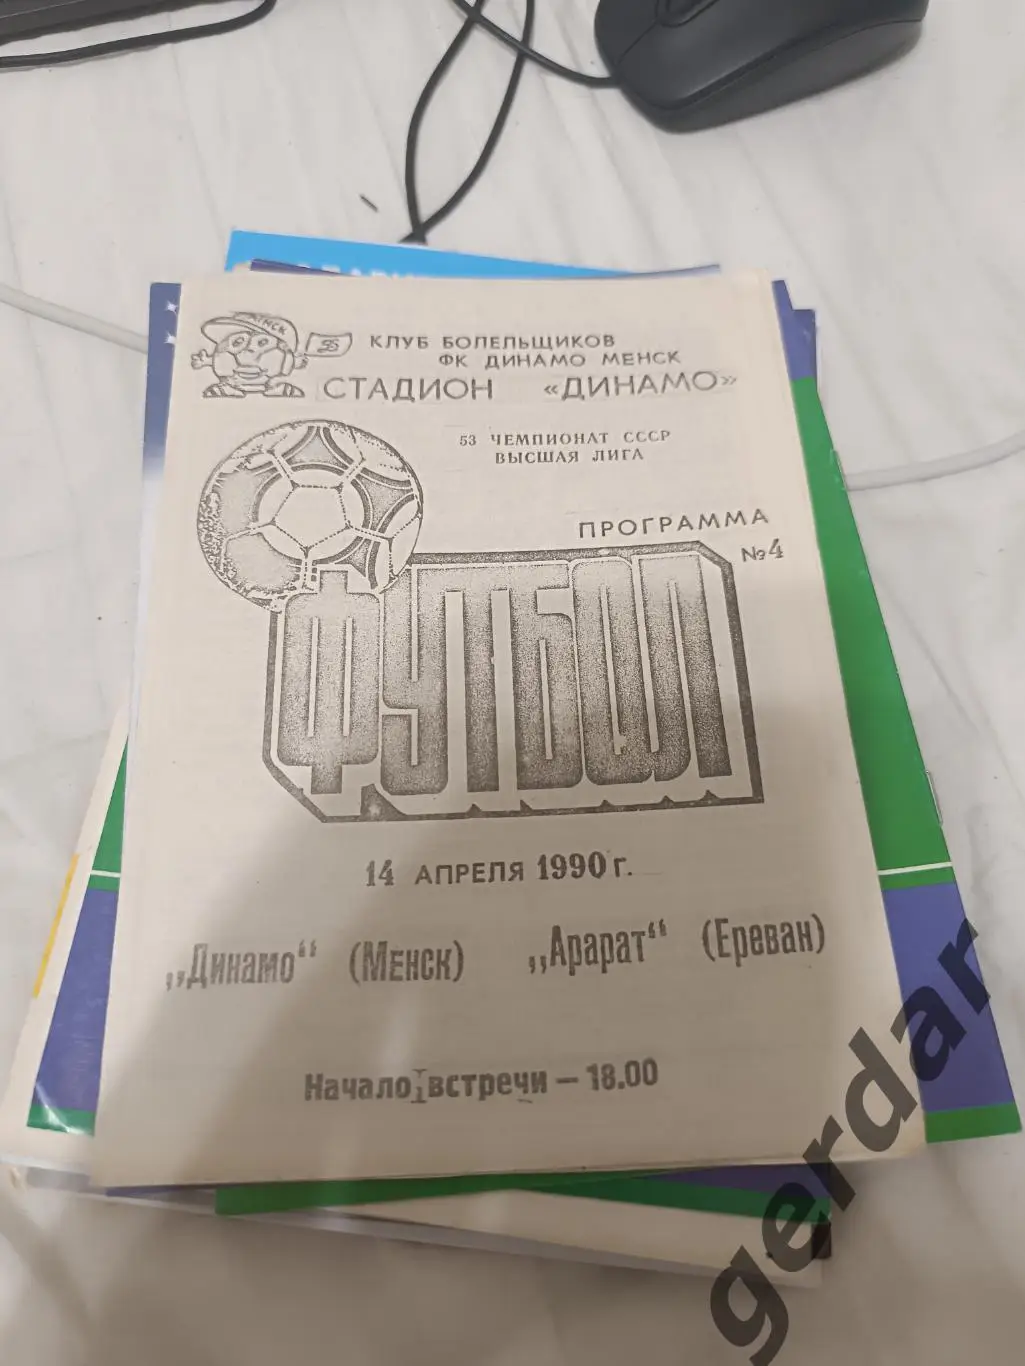 МЕНСК
КЛУБ БОЛЕЛЬЩИКОВ
ФК ДИНАМО МЕНСК
СТАДИОН «ДИНАМО»
53 ЧЕМПИОНАТ СССР
ВЫСШАЯ ЛИГА
ПРОГРАММА
№4
ФУТБОЛ
14 АПРЕЛЯ 1990 г.
„Динамо“ (Менск) „Арарат“ (Ереван)
Начало встречи – 18.00
gerdar